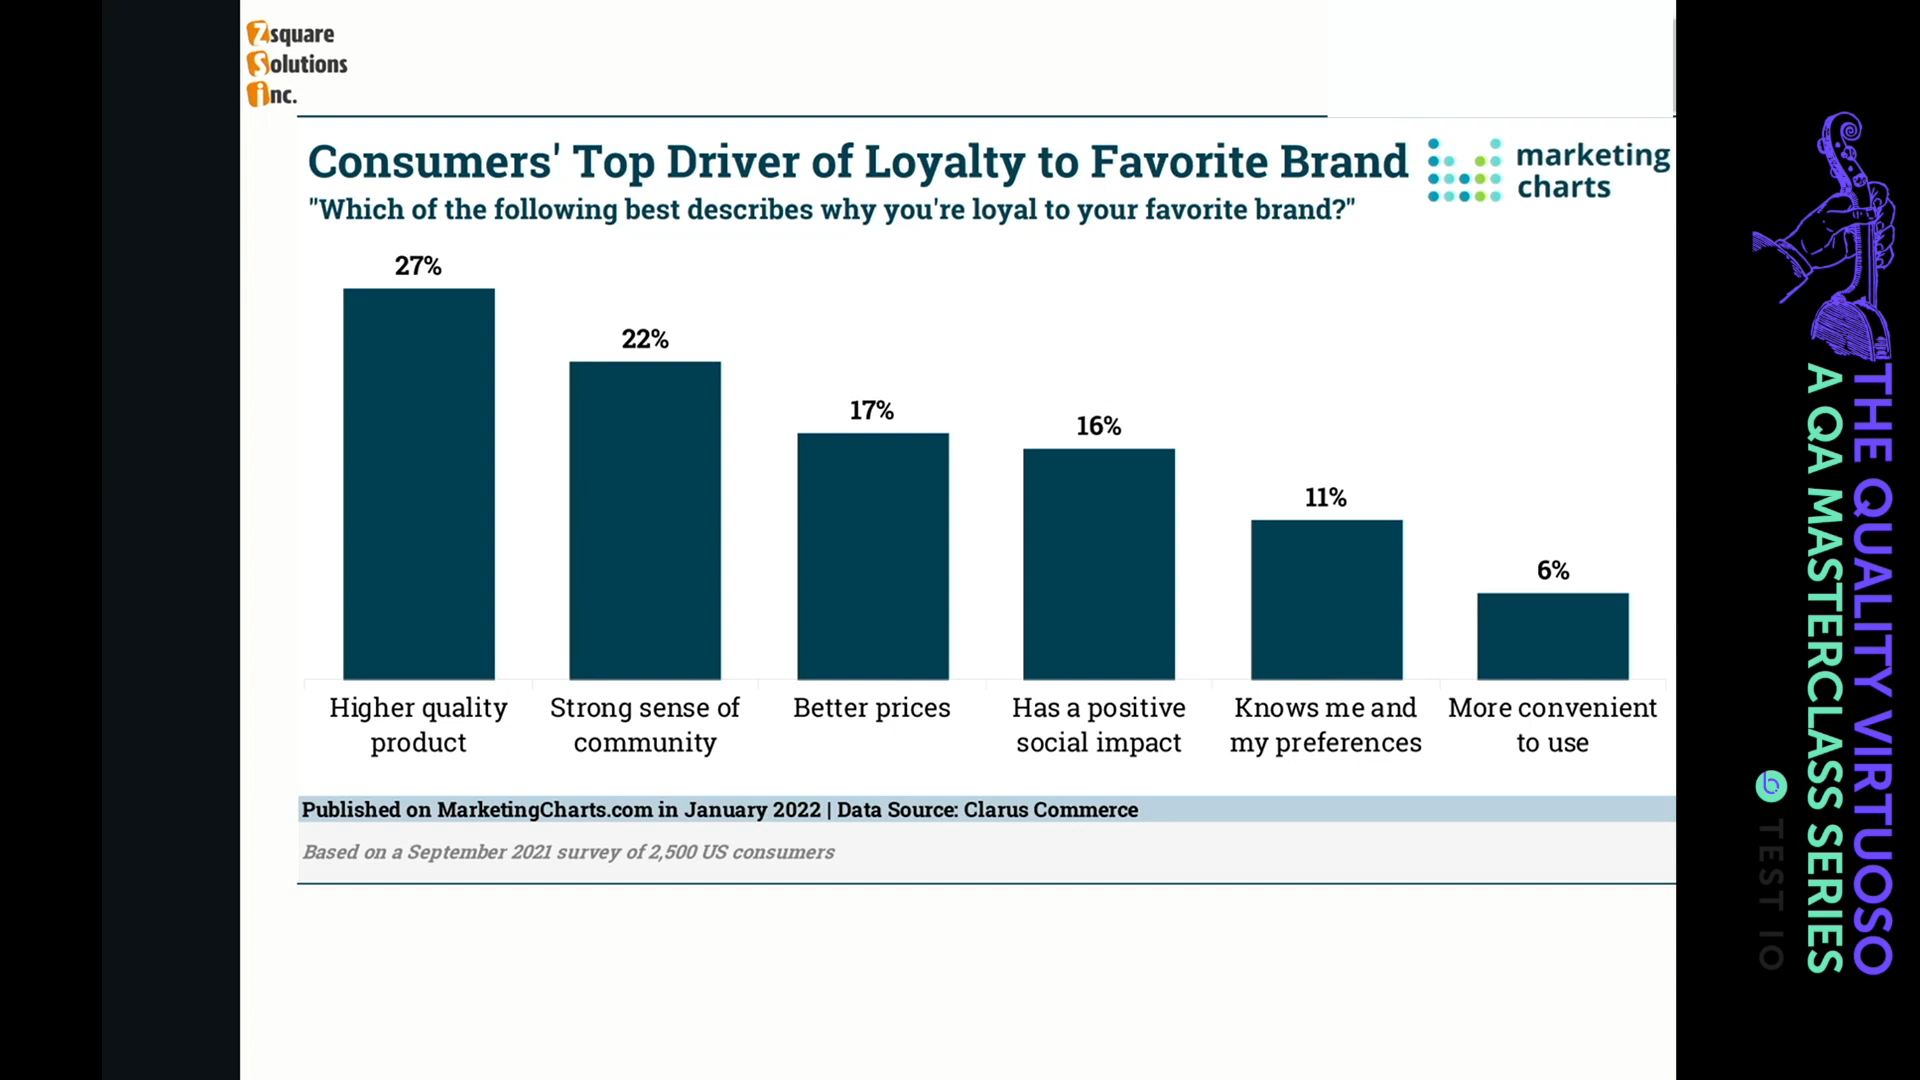 Zsquare
Solutions
inc.
Consumers' Top Driver of Loyalty to Favorite Brand
marketing
charts
"Which of the following best describes why you're loyal to your favorite brand?"
27%
22%
17%
16%
11%
6%
Higher quality
product
Strong sense of
community
Better prices
Has a positive
social impact
Knows me and
my preferences
More convenient
to use
Published on MarketingCharts.com in January 2022 | Data Source: Clarus Commerce
Based on a September 2021 survey of 2,500 US consumers
THE QUALITY VIRTUOSO
A QA MASTERCLASS SERIES
TEST IO